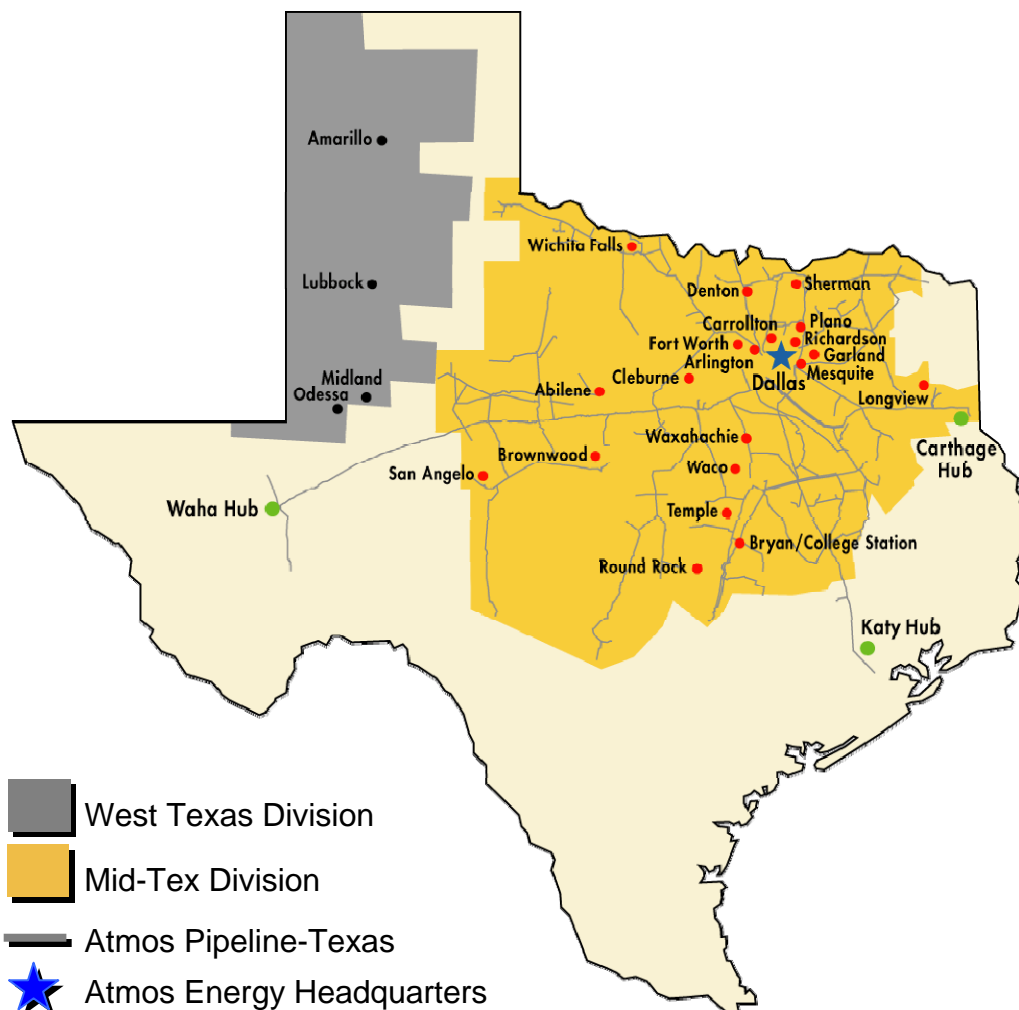 Amarillo
Wichita Falls
Lubbock
Denton
Sherman
Carrollton
Plano
Fort Worth
Richardson
Arlington
Garland
Cleburne
Dallas
Mesquite
Midland
Odessa
Abilene
Longview
Waxahachie
Brownwood
Carthage
Hub
San Angelo
Waco
Waha Hub
Temple
Bryan/College Station
Round Rock
Katy Hub
West Texas Division
Mid-Tex Division
Atmos Pipeline-Texas
Atmos Energy Headquarters